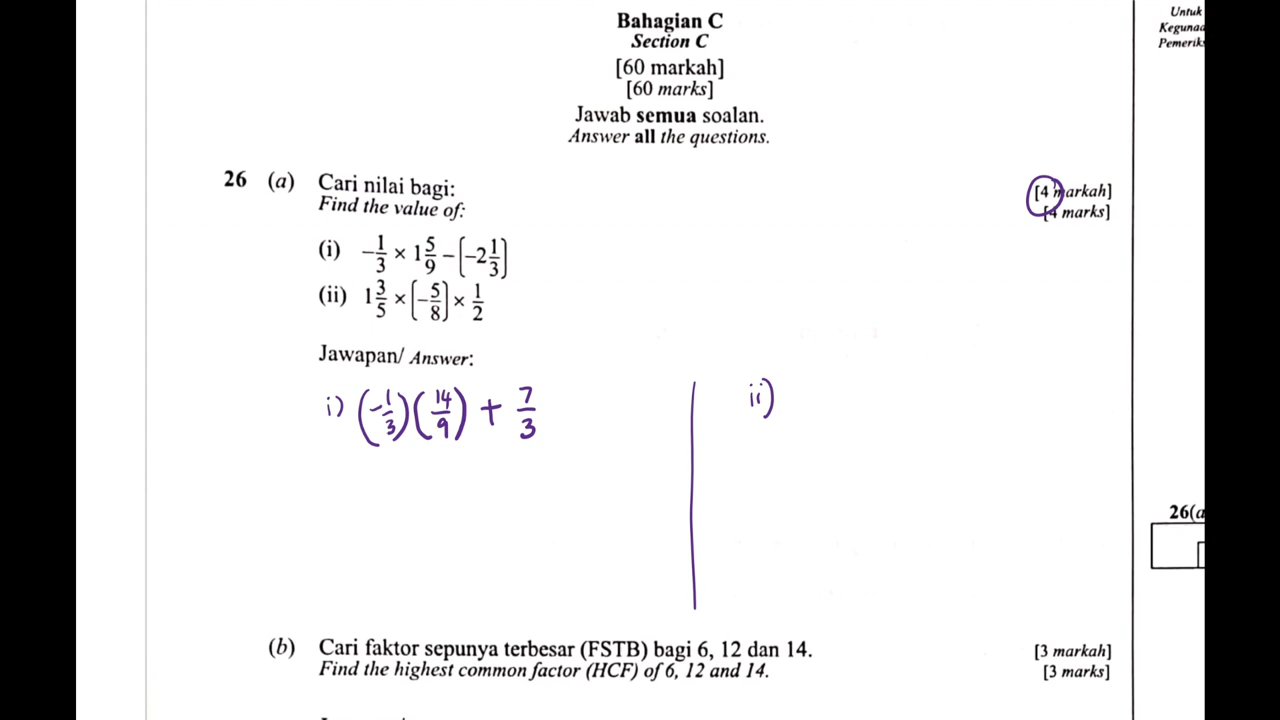 Bahagian C
Section C
[60 markah]
[60 marks]
Jawab semua soalan.
Answer all the questions.
Untuk
Kegunaa
Pemeriks
26 (a) Cari nilai bagi: [4 markah]
Find the value of: [4 marks]
(i) −1/3 × 1 5/9 − (−2 1/3)
(ii) 1 3/5 × (−5/8) × 1/2
Jawapan/ Answer:
i) (−1/3)(14/9) + 7/3
ii)
26(a
(b) Cari faktor sepunya terbesar (FSTB) bagi 6, 12 dan 14. [3 markah]
Find the highest common factor (HCF) of 6, 12 and 14. [3 marks]